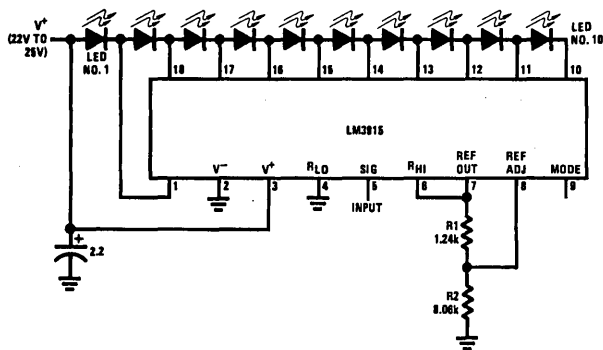 V+
(22V TO
25V)
LED
NO. 1
LED
NO. 10
18 17 16 15 14 13 12 11 10
LM3915
V− V+ RLO SIG RHI REF OUT REF ADJ MODE
1 2 3 4 5 6 7 8 9
INPUT
+
2.2
R1
1.24k
R2
8.06k